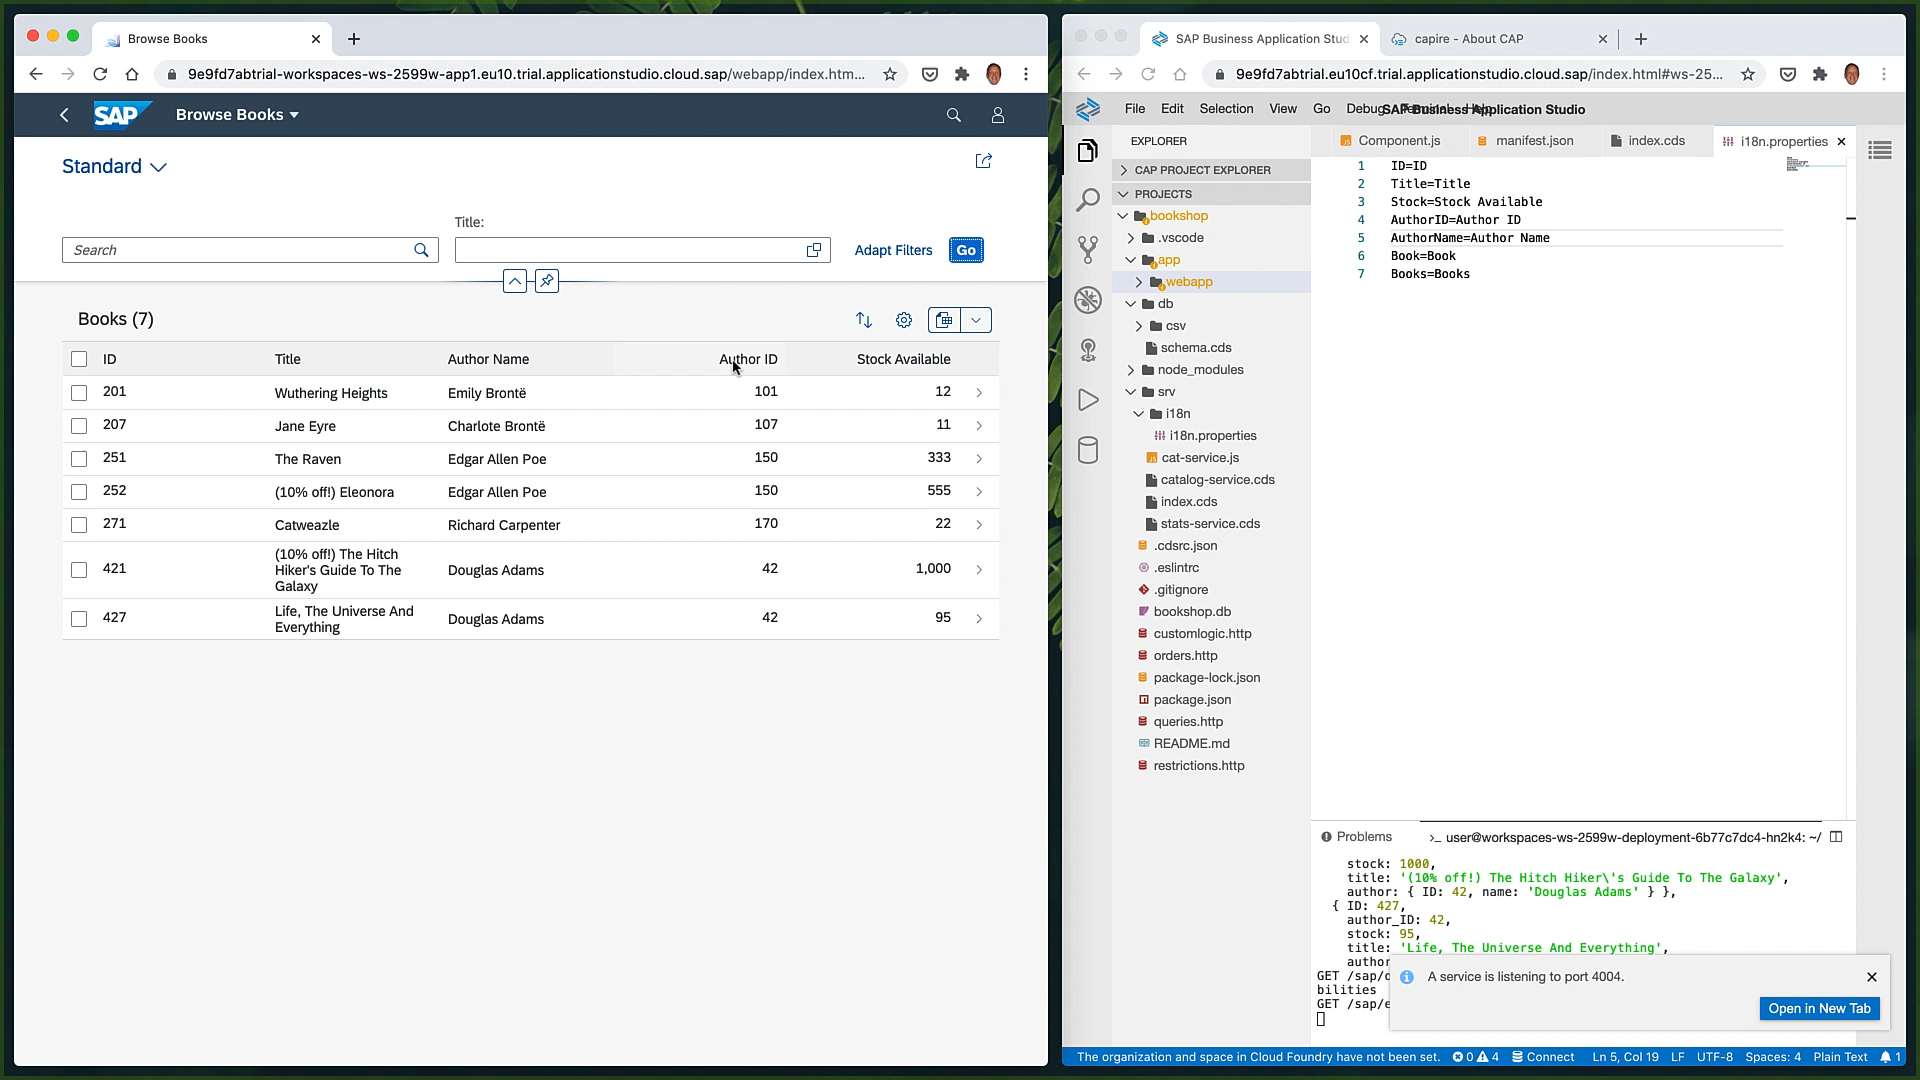 Browse Books
9e9fd7abtrial-workspaces-ws-2599w-app1.eu10.trial.applicationstudio.cloud.sap/webapp/index.htm...
SAP Browse Books
Standard
Title:
Search
Adapt Filters
Go
Books (7)
ID Title Author Name Author ID Stock Available
201 Wuthering Heights Emily Brontë 101 12
207 Jane Eyre Charlote Brontë 107 11
251 The Raven Edgar Allen Poe 150 333
252 (10% off!) Eleonora Edgar Allen Poe 150 555
271 Catweazle Richard Carpenter 170 22
421 (10% off!) The Hitch Hiker's Guide To The Galaxy Douglas Adams 42 1,000
427 Life, The Universe And Everything Douglas Adams 42 95
SAP Business Application Stud
capire - About CAP
9e9fd7abtrial.eu10cf.trial.applicationstudio.cloud.sap/index.html#ws-25...
File Edit Selection View Go Debug Terminal Help
SAP Business Application Studio
EXPLORER
CAP PROJECT EXPLORER
PROJECTS
bookshop
.vscode
app
webapp
db
csv
schema.cds
node_modules
srv
i18n
i18n.properties
cat-service.js
catalog-service.cds
index.cds
stats-service.cds
.cdsrc.json
.eslintrc
.gitignore
bookshop.db
customlogic.http
orders.http
package-lock.json
package.json
queries.http
README.md
restrictions.http
Component.js manifest.json index.cds i18n.properties
1 ID=ID
2 Title=Title
3 Stock=Stock Available
4 AuthorID=Author ID
5 AuthorName=Author Name
6 Book=Book
7 Books=Books
Problems >_ user@workspaces-ws-2599w-deployment-6b77c7dc4-hn2k4: ~/
stock: 1000,
title: '(10% off!) The Hitch Hiker\'s Guide To The Galaxy',
author: { ID: 42, name: 'Douglas Adams' } },
{ ID: 427,
author_ID: 42,
stock: 95,
title: 'Life, The Universe And Everything',
author
GET /sap/
bilities
GET /sap/e
A service is listening to port 4004.
Open in New Tab
The organization and space in Cloud Foundry have not been set. 0 4 Connect Ln 5, Col 19 LF UTF-8 Spaces: 4 Plain Text 1